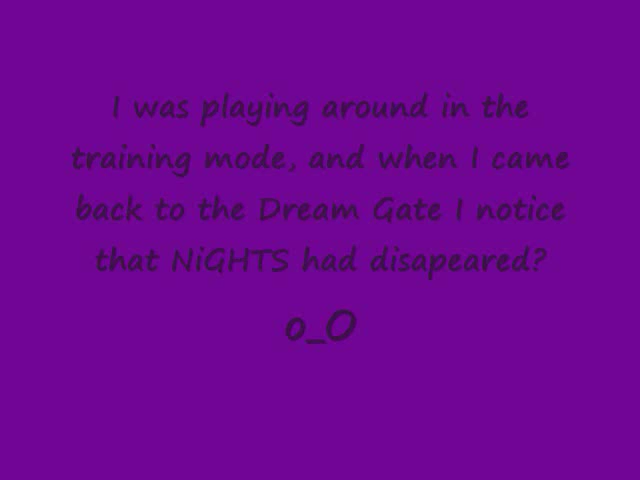 I was playing around in the
training mode, and when I came
back to the Dream Gate I notice
that NiGHTS had disapeared?
o_O